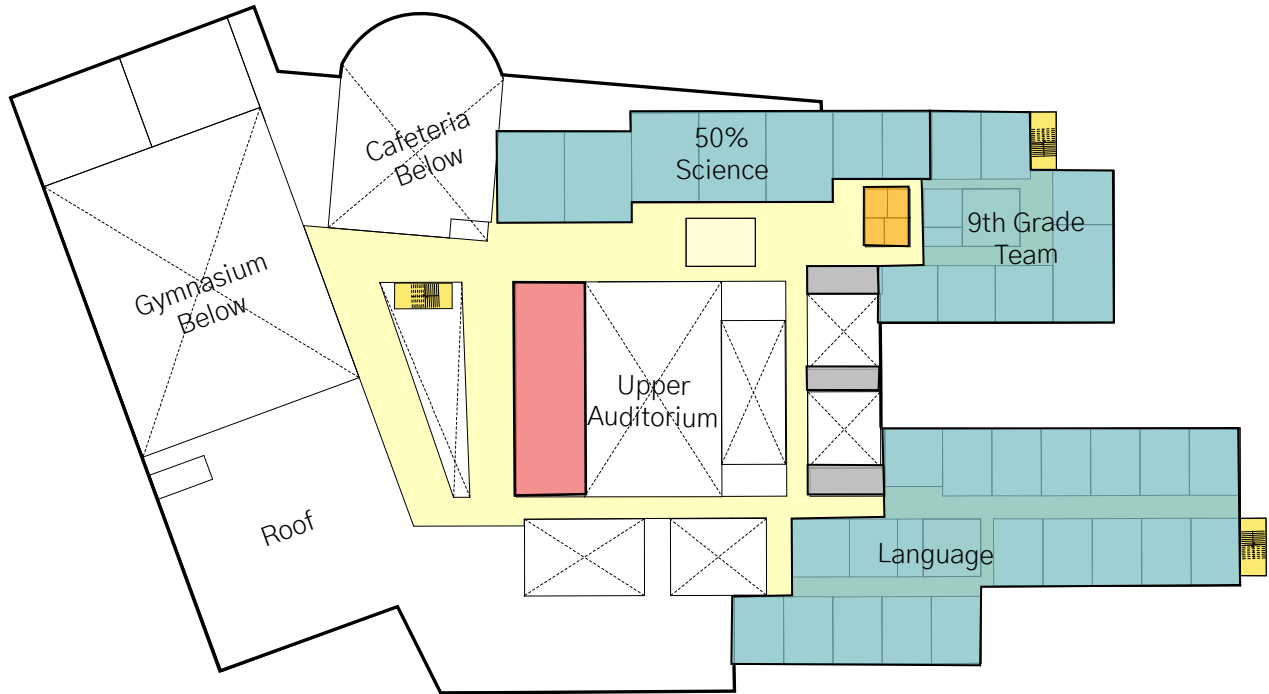 Cafeteria
Below
50%
Science
9th Grade
Team
Gymnasium
Below
Upper
Auditorium
Roof
Language